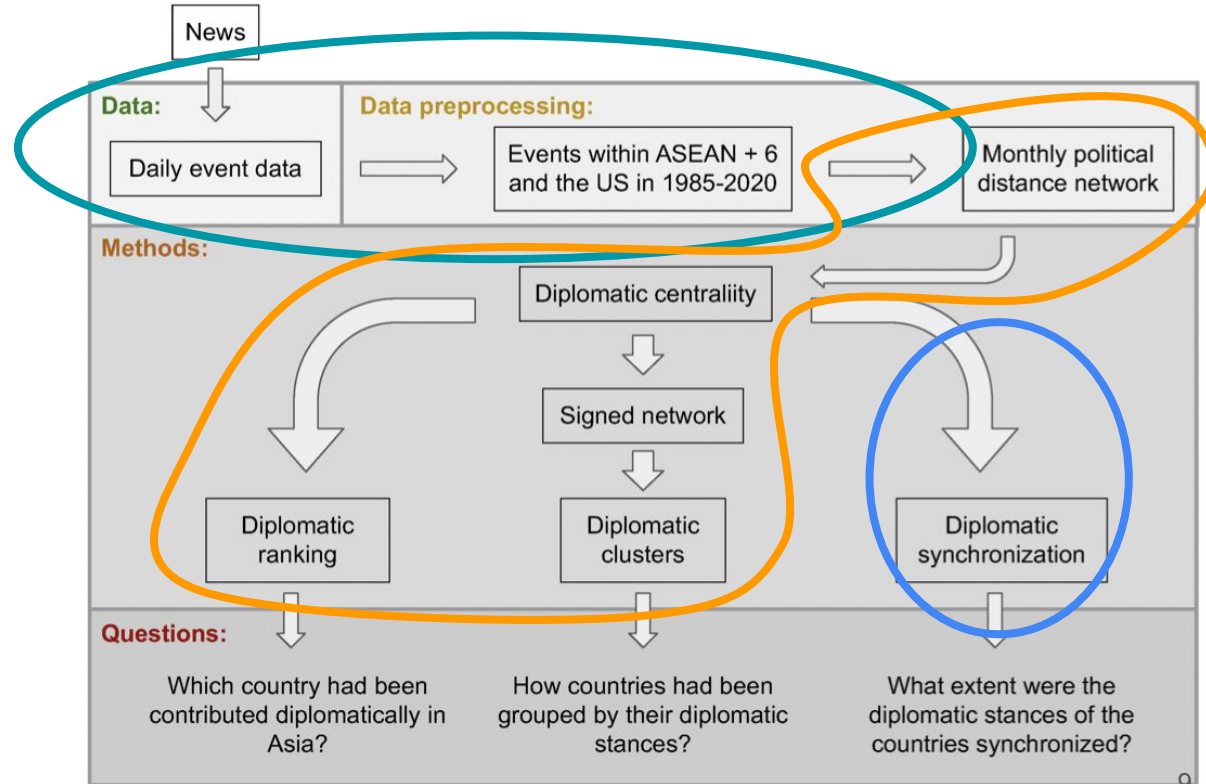 News
Data:
Data preprocessing:
Daily event data
Events within ASEAN + 6
and the US in 1985-2020
Monthly political
distance network
Methods:
Diplomatic centraliity
Signed network
Diplomatic
ranking
Diplomatic
clusters
Diplomatic
synchronization
Questions:
Which country had been
contributed diplomatically in
Asia?
How countries had been
grouped by their diplomatic
stances?
What extent were the
diplomatic stances of the
countries synchronized?
9